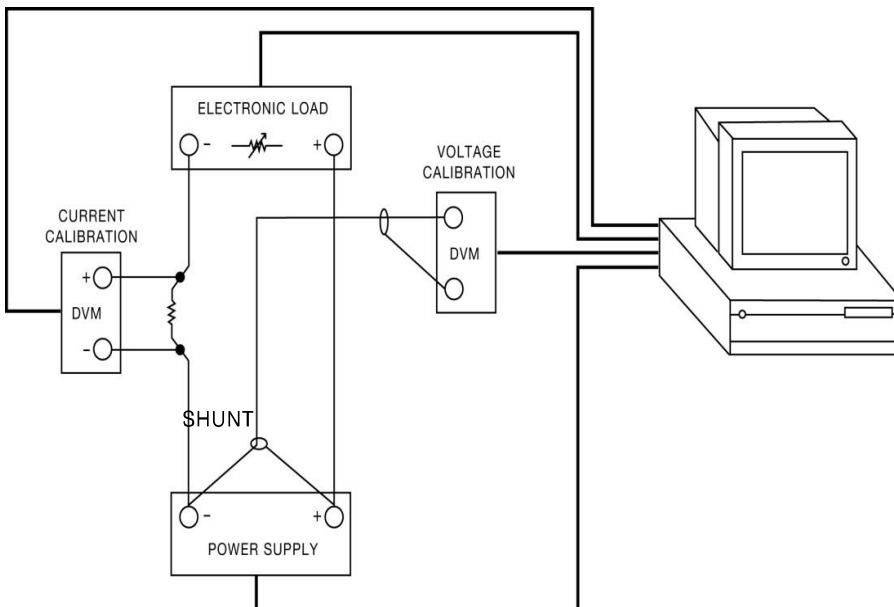 ELECTRONIC LOAD
- +
VOLTAGE
CALIBRATION
DVM
CURRENT
CALIBRATION
+
DVM
-
SHUNT
- +
POWER SUPPLY